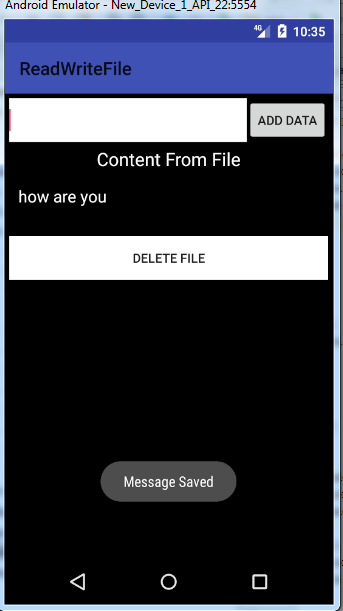 Android Emulator - New_Device_1_API_22:5554
4G 10:35
ReadWriteFile
ADD DATA
Content From File
how are you
DELETE FILE
Message Saved